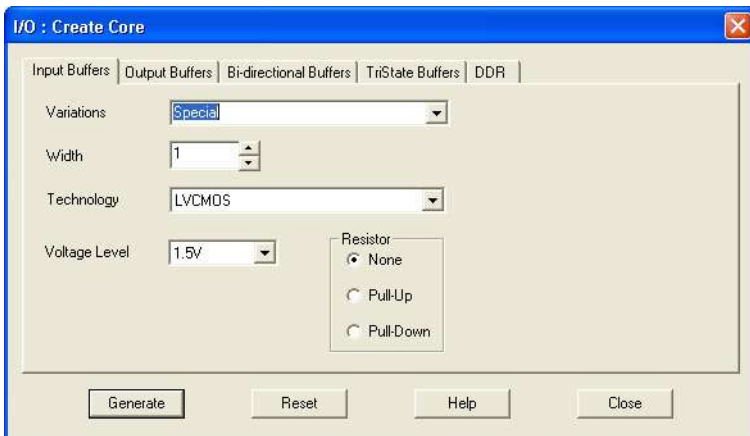 I/O : Create Core
Input Buffers Output Buffers Bi-directional Buffers TriState Buffers DDR
Variations Special
Width 1
Technology LVCMOS
Voltage Level 1.5V
Resistor
None
Pull-Up
Pull-Down
Generate Reset Help Close